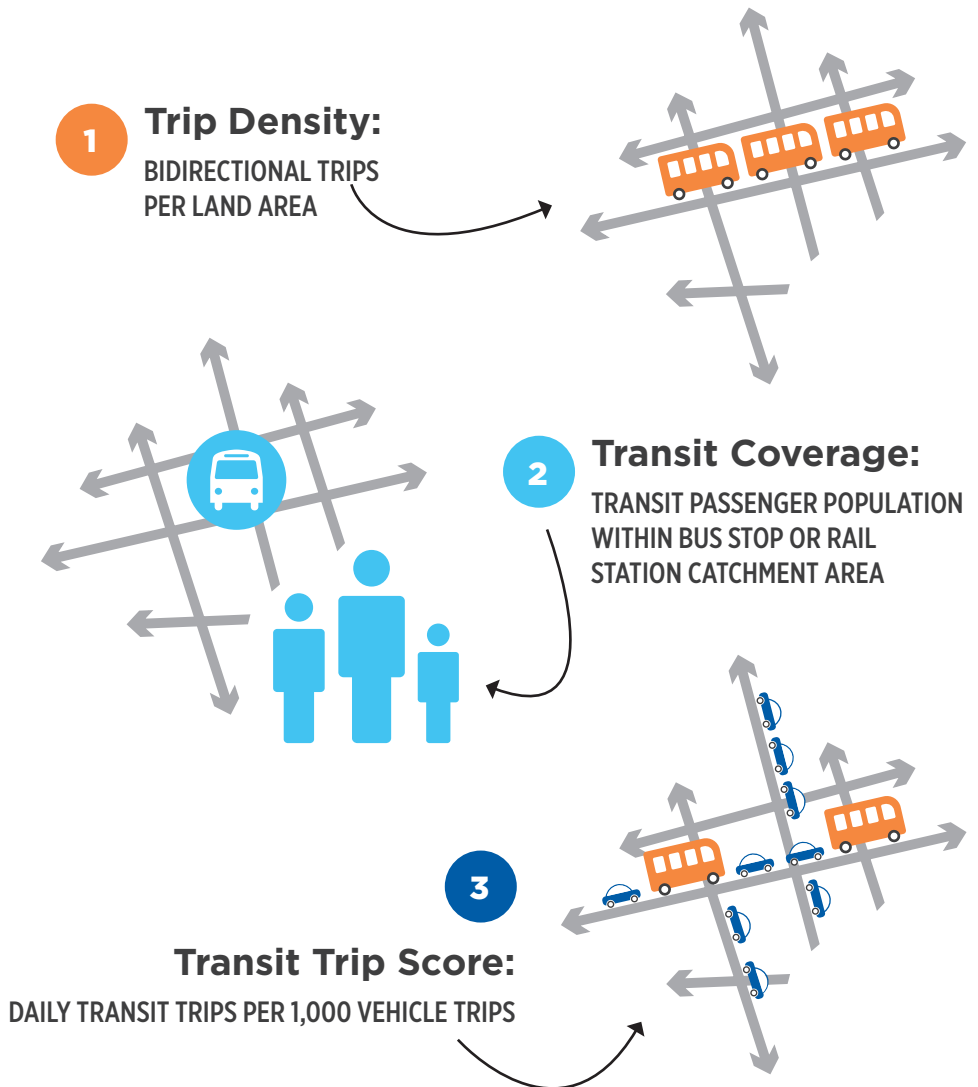 1
Trip Density:
BIDIRECTIONAL TRIPS
PER LAND AREA
2
Transit Coverage:
TRANSIT PASSENGER POPULATION
WITHIN BUS STOP OR RAIL
STATION CATCHMENT AREA
3
Transit Trip Score:
DAILY TRANSIT TRIPS PER 1,000 VEHICLE TRIPS